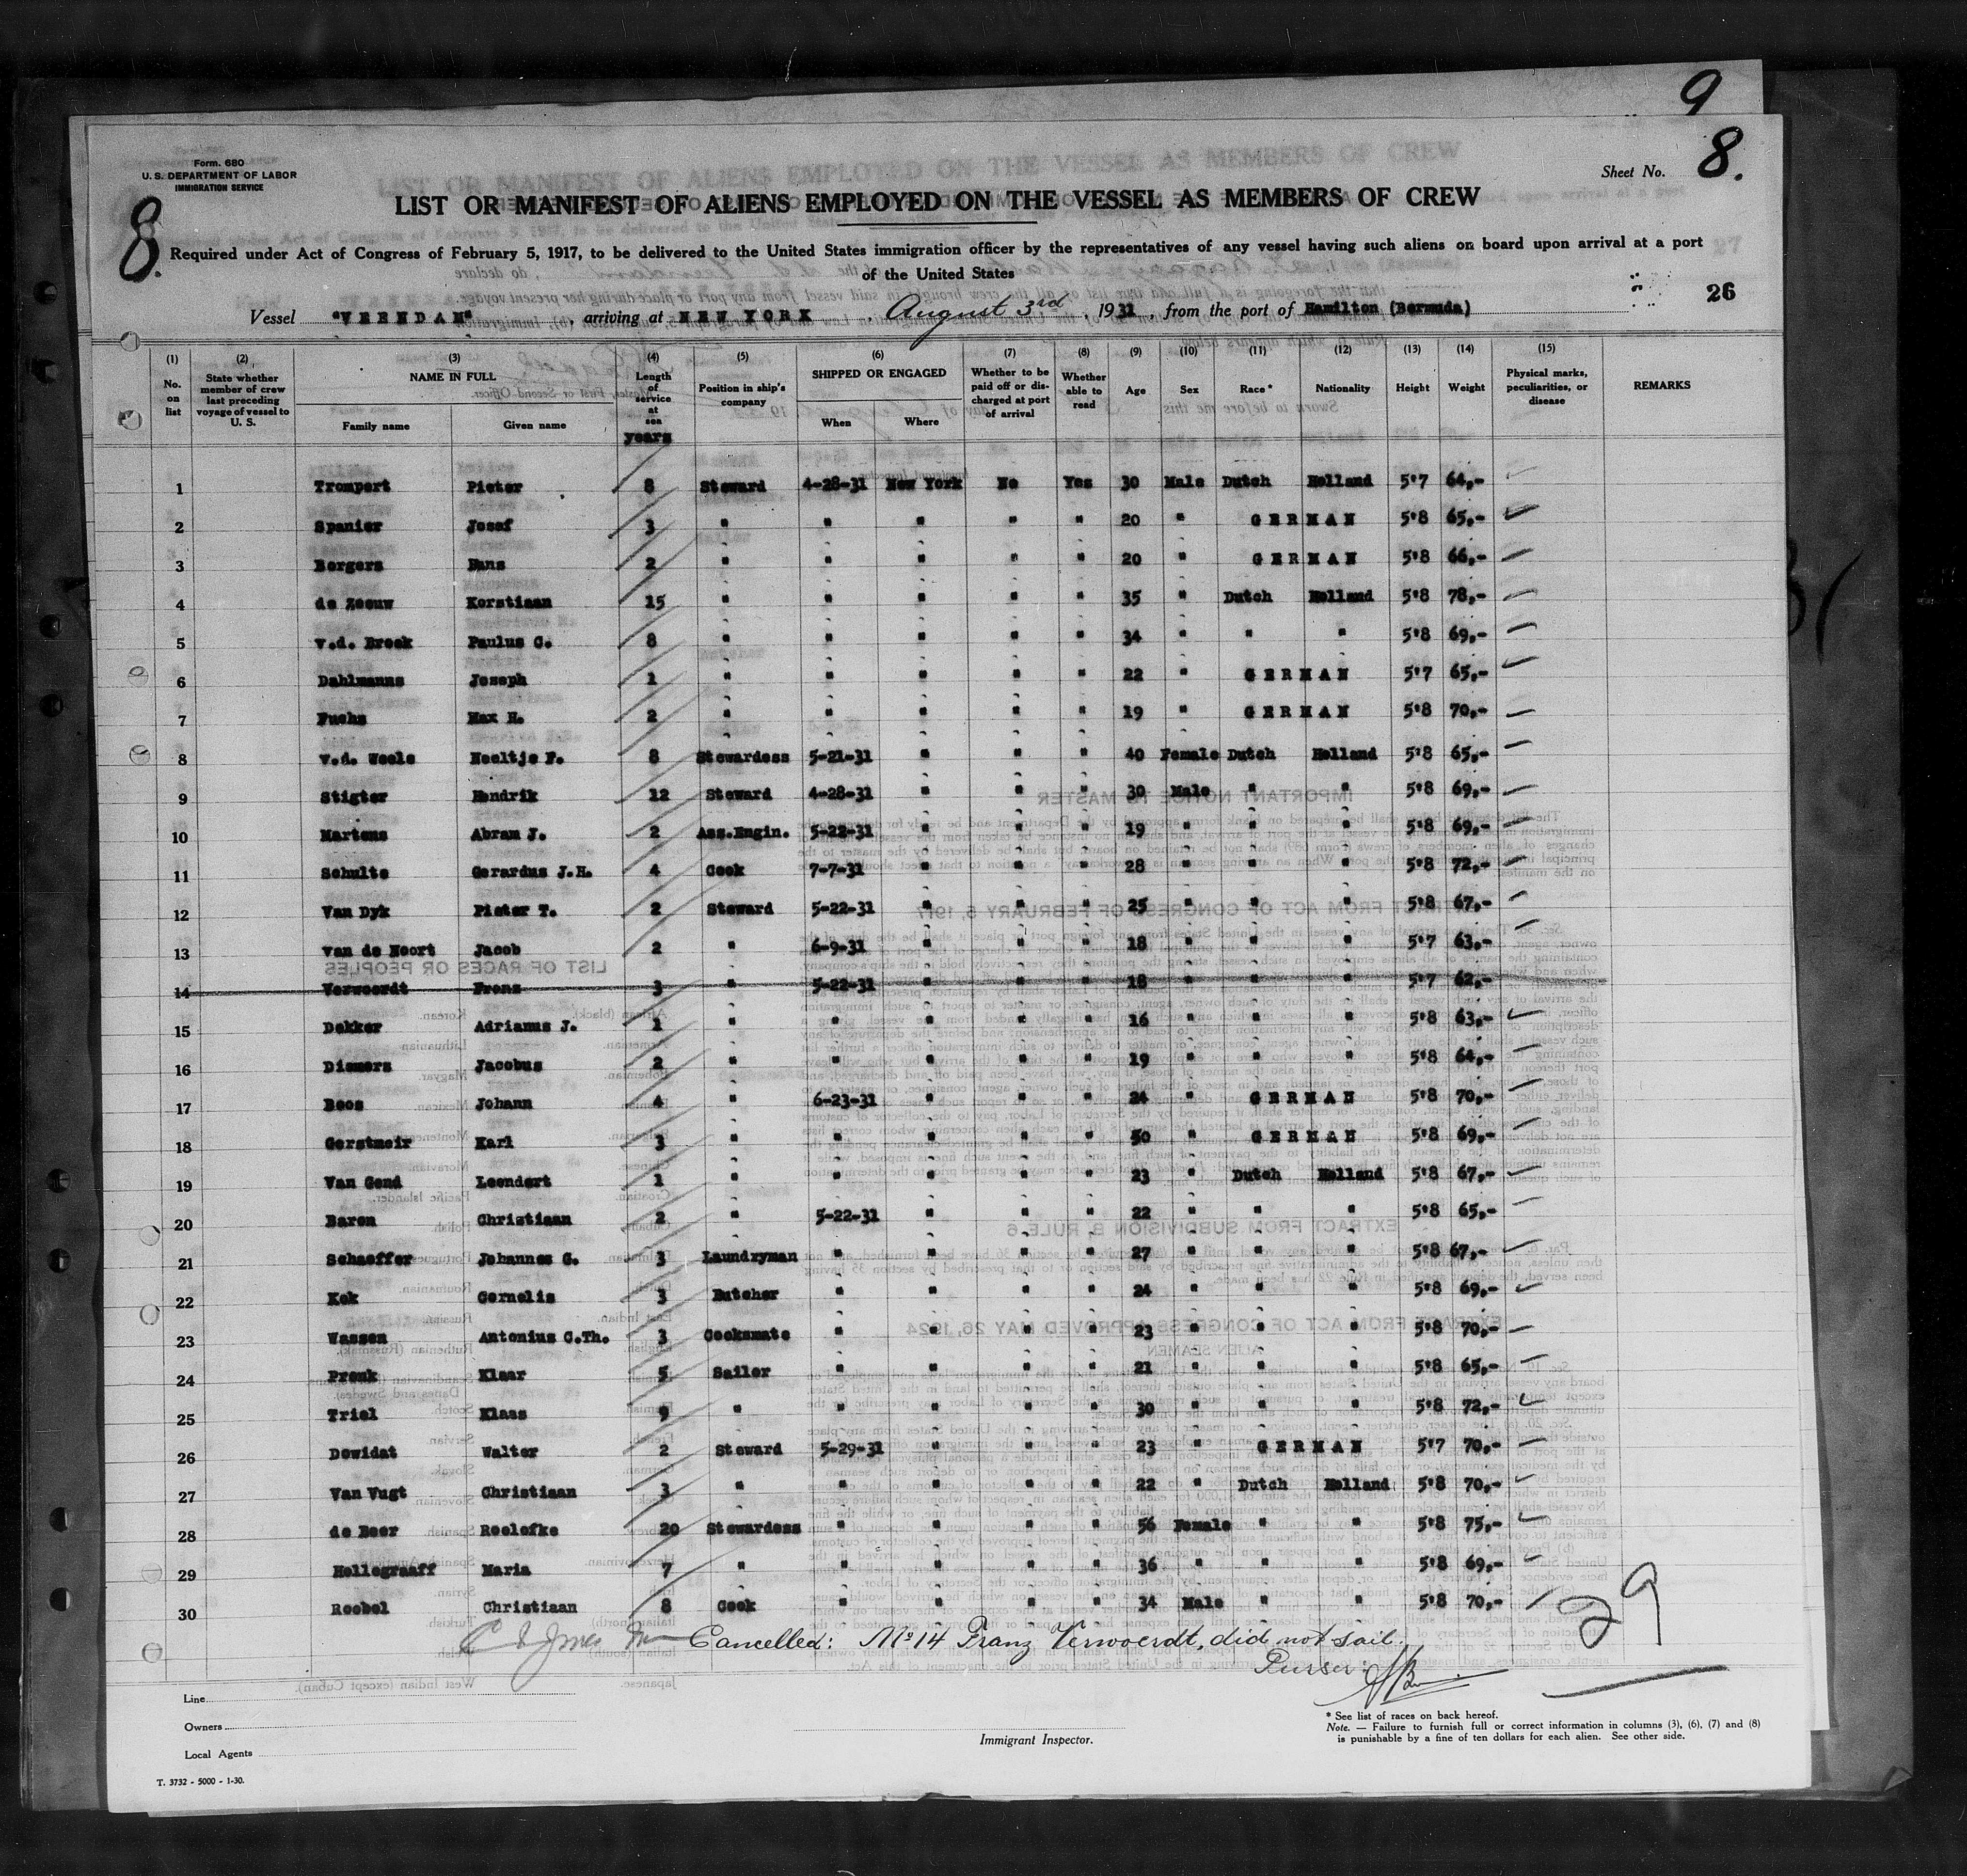 9
Form. 680
U. S. DEPARTMENT OF LABOR
IMMIGRATION SERVICE
Sheet No. 8.
8.
LIST OR MANIFEST OF ALIENS EMPLOYED ON THE VESSEL AS MEMBERS OF CREW
Required under Act of Congress of February 5, 1917, to be delivered to the United States immigration officer by the representatives of any vessel having such aliens on board upon arrival at a port
of the United States
26
Vessel "VEENDAM", arriving at NEW YORK, August 3rd, 1931, from the port of Hamilton (Bermuda)
(1) (2) (3) (4) (5) (6) (7) (8) (9) (10) (11) (12) (13) (14) (15)
No. on list | State whether member of crew last preceding voyage of vessel to U. S. | NAME IN FULL | Length of service at sea | Position in ship's company | SHIPPED OR ENGAGED | Whether to be paid off or discharged at port of arrival | Whether able to read | Age | Sex | Race* | Nationality | Height | Weight | Physical marks, peculiarities, or disease | REMARKS
Family name | Given name | years | When | Where
1 Trompert Pieter 8 Steward 4-28-31 New York No Yes 30 Male Dutch Holland 5'7 64,-
2 Spanier Josef 3 " " " " " 20 " GERMAN 5'8 65,-
3 Borgers Hans 2 " " " " " 20 " GERMAN 5'8 66,-
4 de Zeeuw Korstiaan 15 " " " " " 35 " Dutch Holland 5'8 78,-
5 v.d. Broek Paulus C. 8 " " " " " 34 " " " 5'8 69,-
6 Dahlmanns Joseph 1 " " " " " 22 " GERMAN 5'7 65,-
7 Fuchs Max H. 2 " " " " " 19 " GERMAN 5'8 70,-
8 v.d. Weele Neeltje F. 8 Stewardess 5-21-31 " " " 40 Female Dutch Holland 5'8 65,-
9 Stigter Hendrik 12 Steward 4-28-31 " " " 30 Male " " 5'8 69,-
10 Martens Abram J. 2 Ass.Engin. 5-22-31 " " " 19 " " " 5'8 69,-
11 Schulte Gerardus J.H. 4 Cook 7-7-31 " " " 28 " " " 5'8 72,-
12 Van Dyk Pieter T. 2 Steward 5-22-31 " " " 25 " " " 5'8 67,-
13 van de Noort Jacob 2 " 6-9-31 " " " 18 " " " 5'7 63,-
14 Verwoerdt Frans 3 " 5-22-31 " " " 18 " " " 5'7 62,-
15 Dekker Adrianus J. 1 " " " " " 16 " " " 5'8 63,-
16 Diemers Jacobus 2 " " " " " 19 " " " 5'8 64,-
17 Boos Johann 4 " 6-23-31 " " " 24 " GERMAN 5'8 70,-
18 Gerstmeir Karl 3 " " " " " 50 " GERMAN 5'8 69,-
19 Van Gend Leendert 1 " " " " " 23 " Dutch Holland 5'8 67,-
20 Baron Christiaan 2 " 5-22-31 " " " 22 " " " 5'8 65,-
21 Schaeffer Johannes G. 3 Laundryman " " " " 27 " " " 5'8 67,-
22 Kok Cornelis 3 Butcher " " " " 24 " " " 5'8 69,-
23 Wassen Antonius C.Th. 3 Cooksmate " " " " 23 " " " 5'8 70,-
24 Pronk Klaar 5 Sailor " " " " 21 " " " 5'8 65,-
25 Triel Klaas 9 " " " " " 30 " " " 5'8 72,-
26 Dewidat Walter 2 Steward 5-29-31 " " " 23 " GERMAN 5'7 70,-
27 Van Vugt Christiaan 3 " " " " " 22 " Dutch Holland 5'8 70,-
28 de Boer Roelofke 20 Stewardess " " " " 56 Female " " 5'8 75,-
29 Hollegraaff Maria 7 " " " " " 36 " " " 5'8 69,-
30 Roebel Christiaan 8 Cook " " " " 34 Male " " 5'8 70,-
29
Cancelled: No 14 Franz Verwoerdt, did not sail.
Purser:
Line
Owners
Local Agents
Immigrant Inspector.
* See list of races on back hereof.
Note. — Failure to furnish full or correct information in columns (3), (6), (7) and (8)
is punishable by a fine of ten dollars for each alien. See other side.
T. 3732 - 5000 - 1-30.